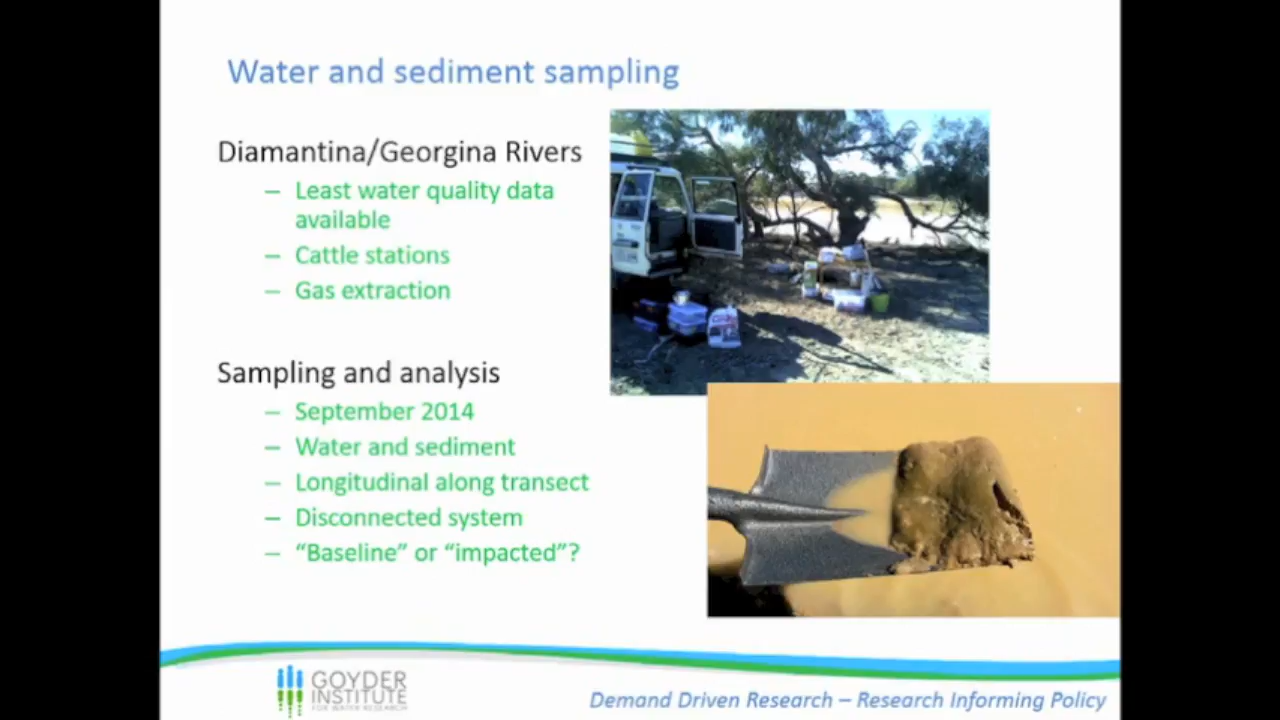 Water and sediment sampling
Diamantina/Georgina Rivers
– Least water quality data
available
– Cattle stations
– Gas extraction
Sampling and analysis
– September 2014
– Water and sediment
– Longitudinal along transect
– Disconnected system
– “Baseline” or “impacted”?
GOYDER
INSTITUTE
FOR WATER RESEARCH
Demand Driven Research – Research Informing Policy